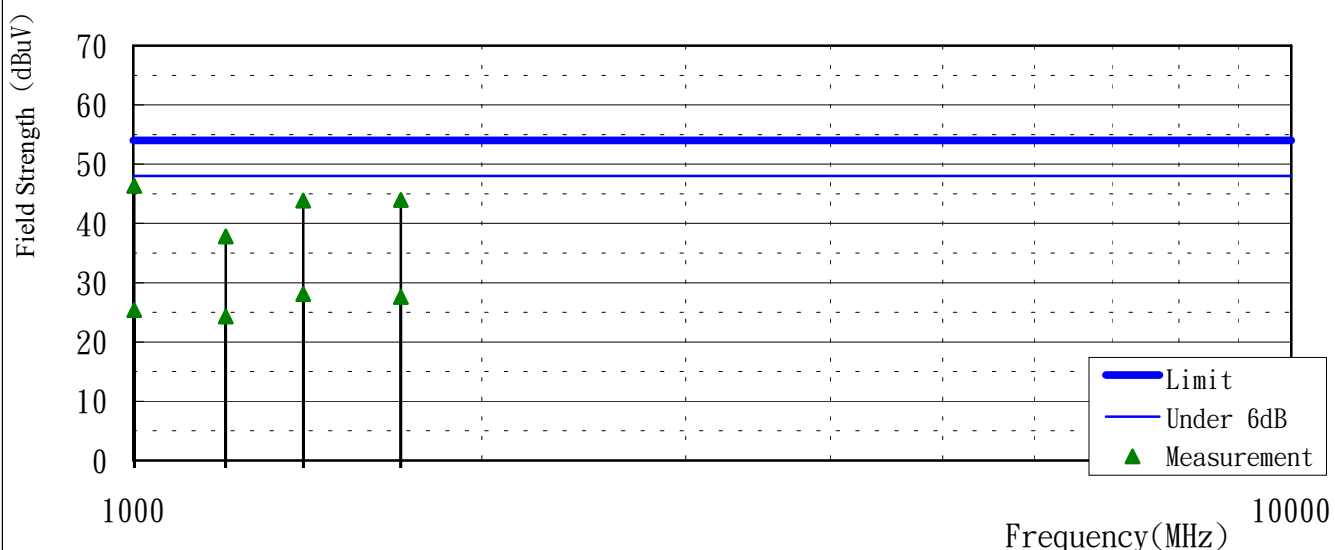 Field Strength (dBuV)
70
60
50
40
30
20
10
0
1000
10000
Frequency(MHz)
Limit
Under 6dB
Measurement